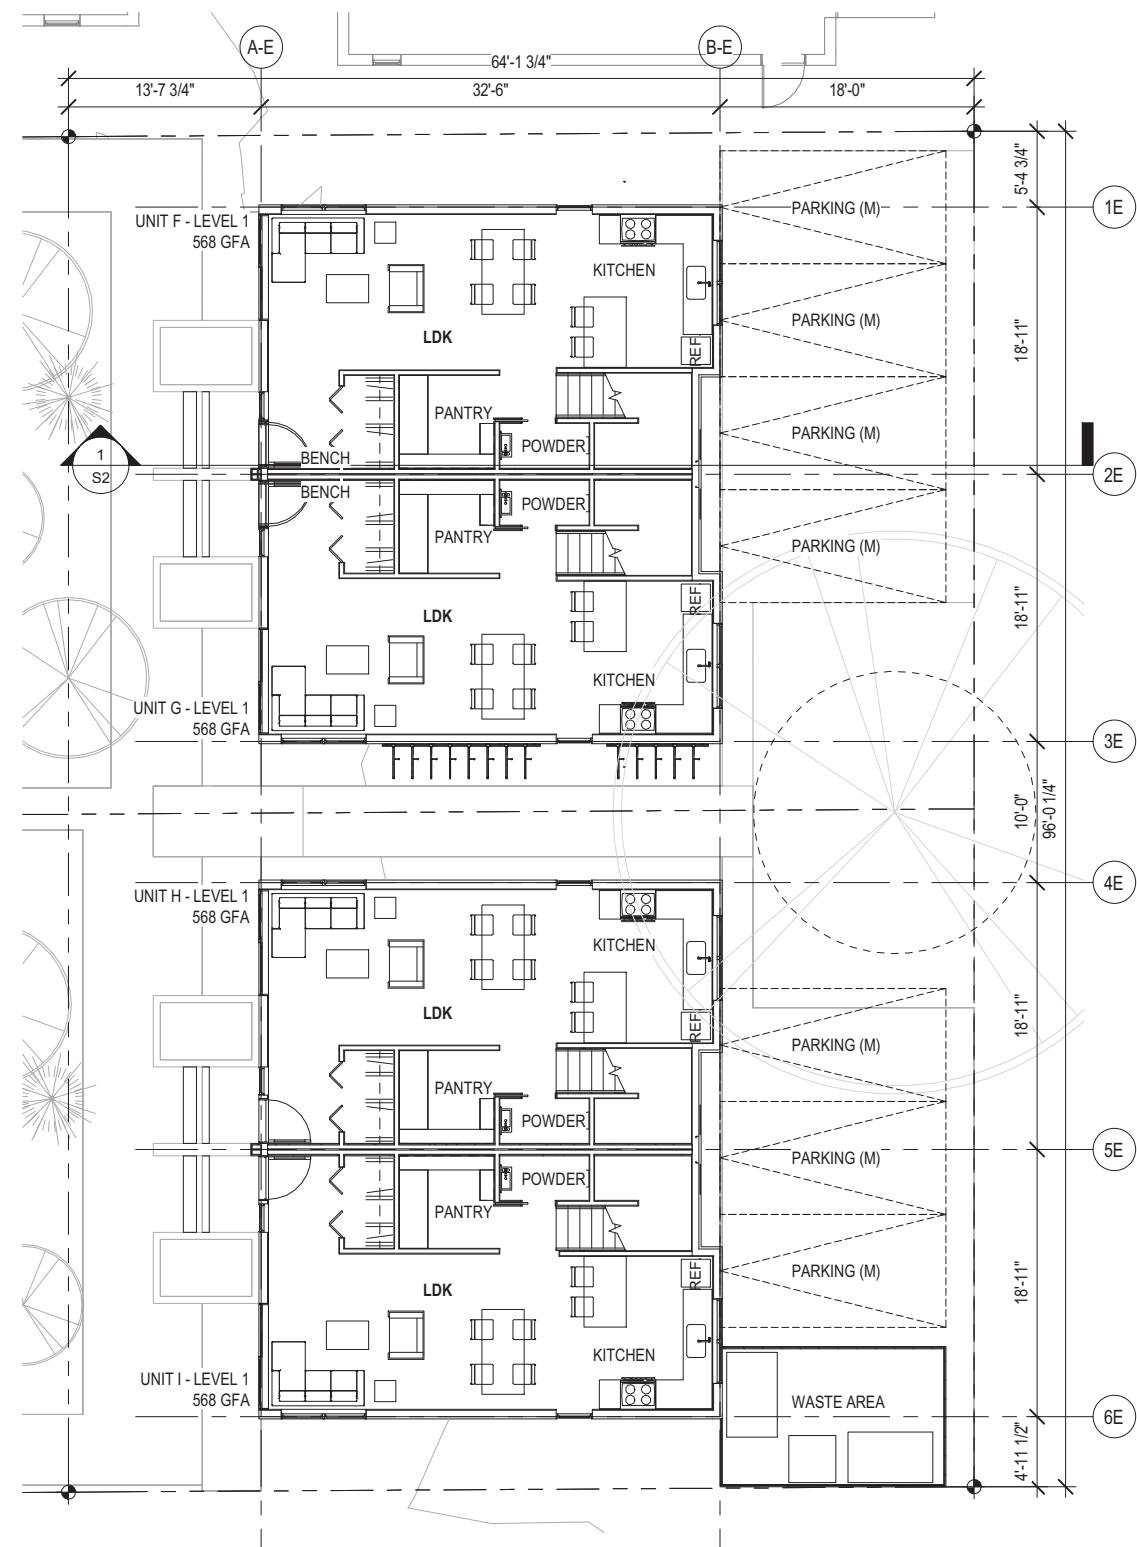 A-E
B-E
64'-1 3/4"
13'-7 3/4"
32'-6"
18'-0"
5'-4 3/4"
1E
UNIT F - LEVEL 1
568 GFA
PARKING (M)
KITCHEN
PARKING (M)
18'-11"
LDK
REF.
PANTRY
PARKING (M)
POWDER
1
S2
BENCH
2E
BENCH
POWDER
PANTRY
PARKING (M)
REF.
18'-11"
LDK
KITCHEN
UNIT G - LEVEL 1
568 GFA
3E
10'-0"
96'-0 1/4"
4E
UNIT H - LEVEL 1
568 GFA
KITCHEN
LDK
REF.
18'-11"
PARKING (M)
PANTRY
POWDER
5E
PARKING (M)
POWDER
PANTRY
PARKING (M)
REF.
18'-11"
LDK
KITCHEN
UNIT I - LEVEL 1
568 GFA
WASTE AREA
6E
4'-11 1/2"